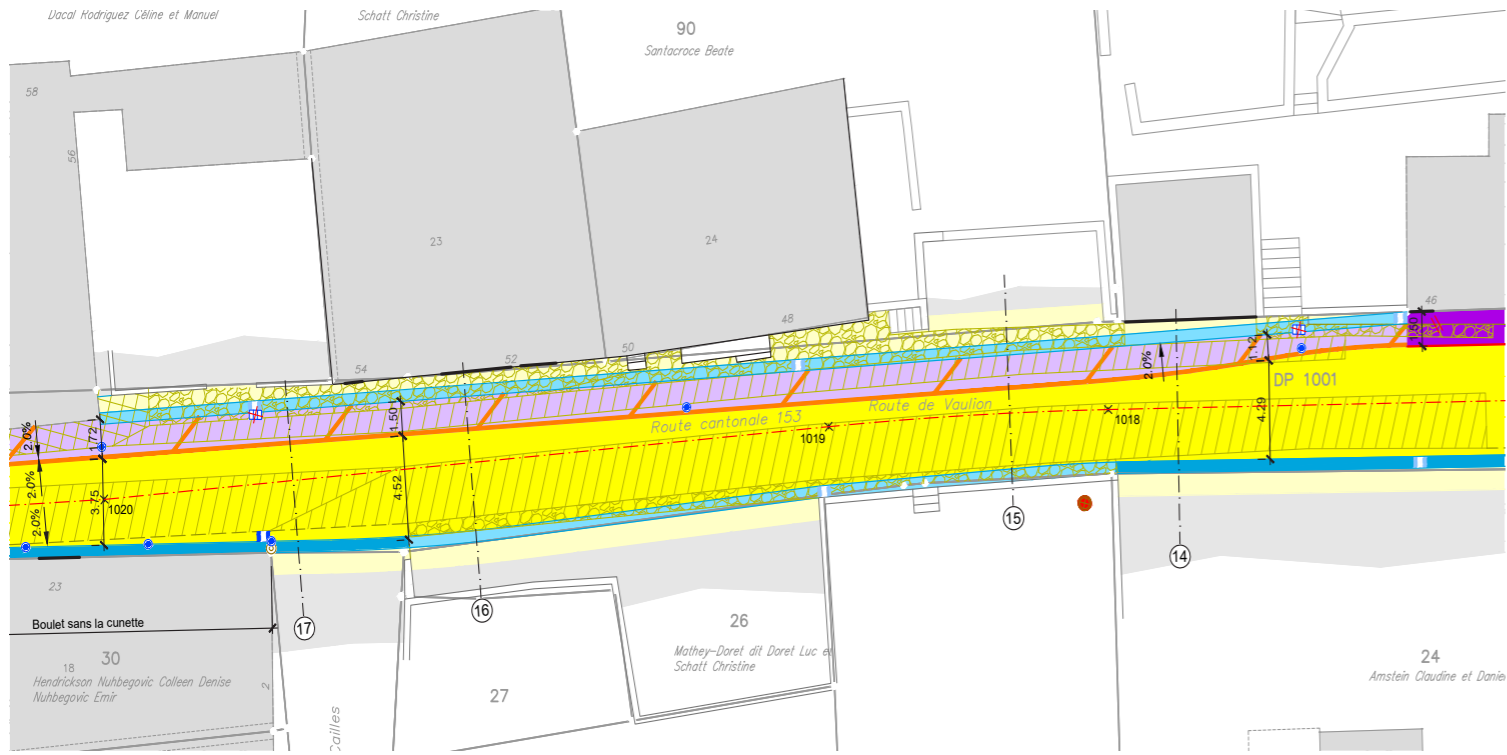 Dacal Rodriguez Céline et Manuel
Schatt Christine
90
Santacroce Beate
58
56
23
24
54
52
50
48
46
2.0%
1.72
1.50
2.0%
1.12
DP 1001
Route cantonale 153
Route de Vaulion
1018
1019
4.29
4.52
2.0%
3.75
1020
2.0%
15
14
16
17
23
Boulet sans la cunette
30
18
Hendrickson Nuhbegovic Colleen Denise
Nuhbegovic Emir
2
Cailles
27
26
Mathey-Doret dit Doret Luc et
Schatt Christine
24
Amstein Claudine et Danie